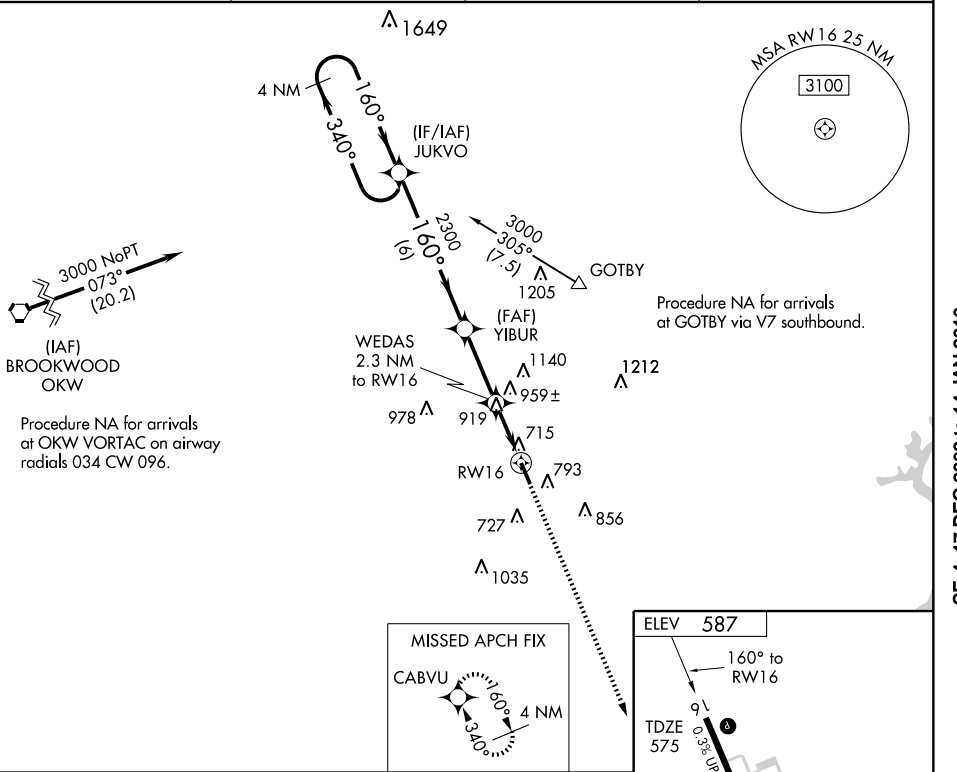 1649
MSA RW16 25 NM
3100
4 NM
160°
340°
(IF/IAF)
JUKVO
2300
160°
(6)
3000
305°
(7.5)
GOTBY
1205
3000 NoPT
073°
(20.2)
(IAF)
BROOKWOOD
OKW
Procedure NA for arrivals
at OKW VORTAC on airway
radials 034 CW 096.
Procedure NA for arrivals
at GOTBY via V7 southbound.
(FAF)
YIBUR
WEDAS
2.3 NM
to RW16
1140
1212
959±
978
919
715
RW16
793
727
856
1035
MISSED APCH FIX
CABVU
160°
340°
4 NM
ELEV 587
160° to
RW16
16
TDZE
575
0.3% UP
P